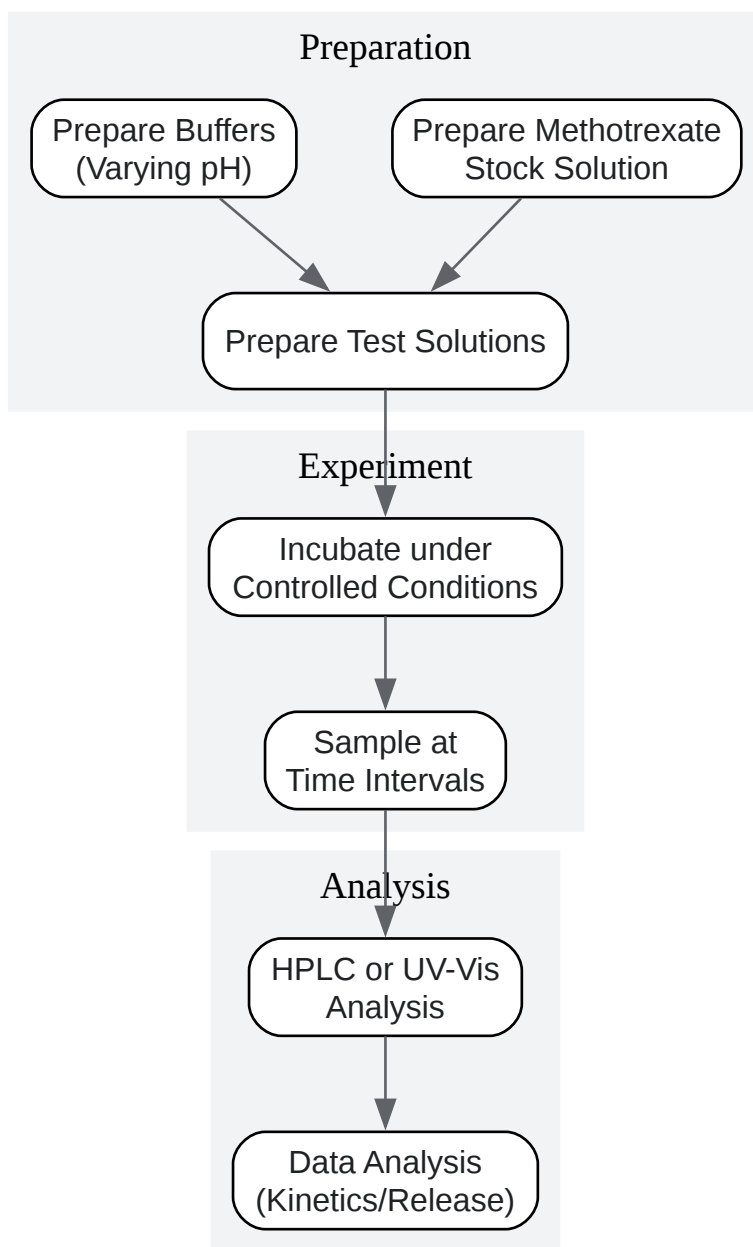 Preparation
Prepare Buffers
(Varying pH)
Prepare Methotrexate
Stock Solution
Prepare Test Solutions
Experiment
Incubate under
Controlled Conditions
Sample at
Time Intervals
Analysis
HPLC or UV-Vis
Analysis
Data Analysis
(Kinetics/Release)